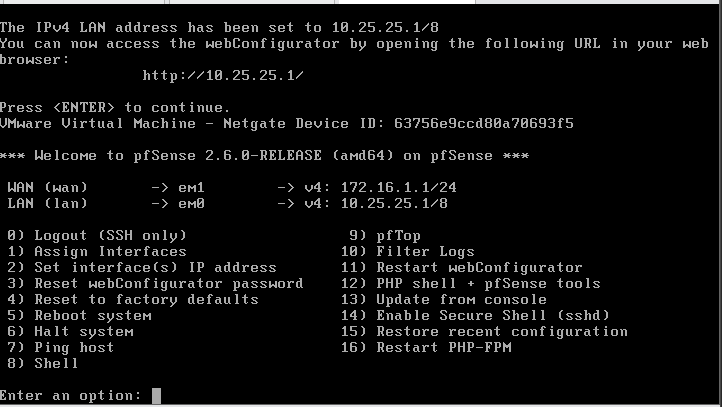 The IPv4 LAN address has been set to 10.25.25.1/8
You can now access the webConfigurator by opening the following URL in your web
browser:
http://10.25.25.1/
Press <ENTER> to continue.
VMware Virtual Machine - Netgate Device ID: 63756e9ccd80a70693f5
*** Welcome to pfSense 2.6.0-RELEASE (amd64) on pfSense ***
WAN (wan) -> em1 -> v4: 172.16.1.1/24
LAN (lan) -> em0 -> v4: 10.25.25.1/8
0) Logout (SSH only) 9) pfTop
1) Assign Interfaces 10) Filter Logs
2) Set interface(s) IP address 11) Restart webConfigurator
3) Reset webConfigurator password 12) PHP shell + pfSense tools
4) Reset to factory defaults 13) Update from console
5) Reboot system 14) Enable Secure Shell (sshd)
6) Halt system 15) Restore recent configuration
7) Ping host 16) Restart PHP-FPM
8) Shell
Enter an option: